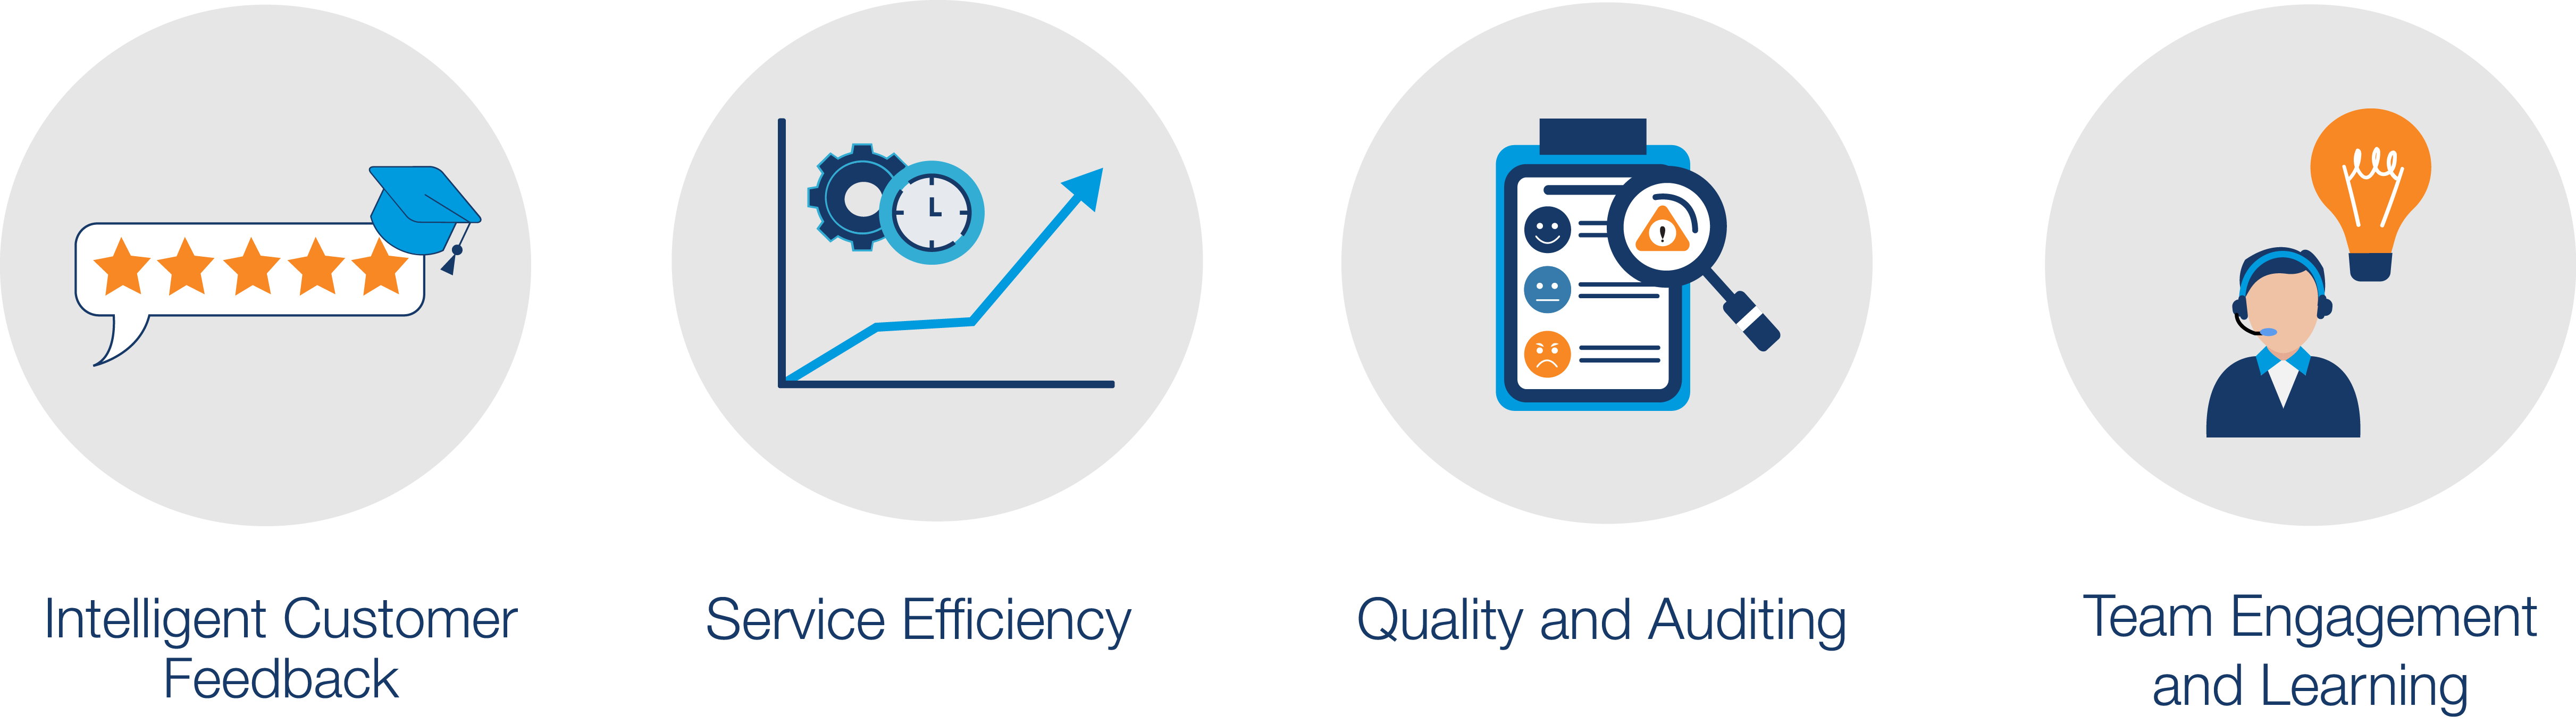 Intelligent Customer
Feedback
Service Efficiency
Quality and Auditing
Team Engagement
and Learning